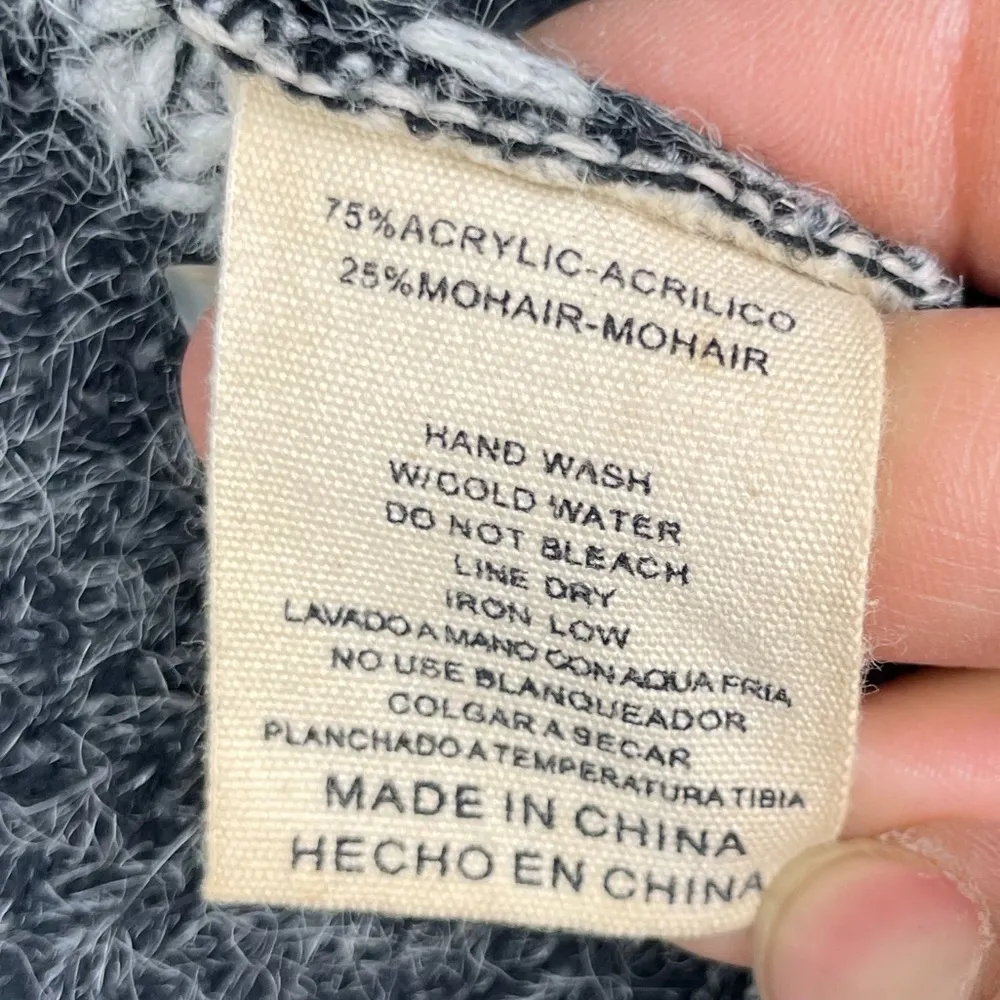 75%ACRYLIC-ACRILICO
25%MOHAIR-MOHAIR
HAND WASH
W/COLD WATER
DO NOT BLEACH
LINE DRY
IRON LOW
LAVADO A MANO CON AQUA FRIA
NO USE BLANQUEADOR
COLGAR A SECAR
PLANCHADO A TEMPERATURA TIBIA
MADE IN CHINA
HECHO EN CHINA